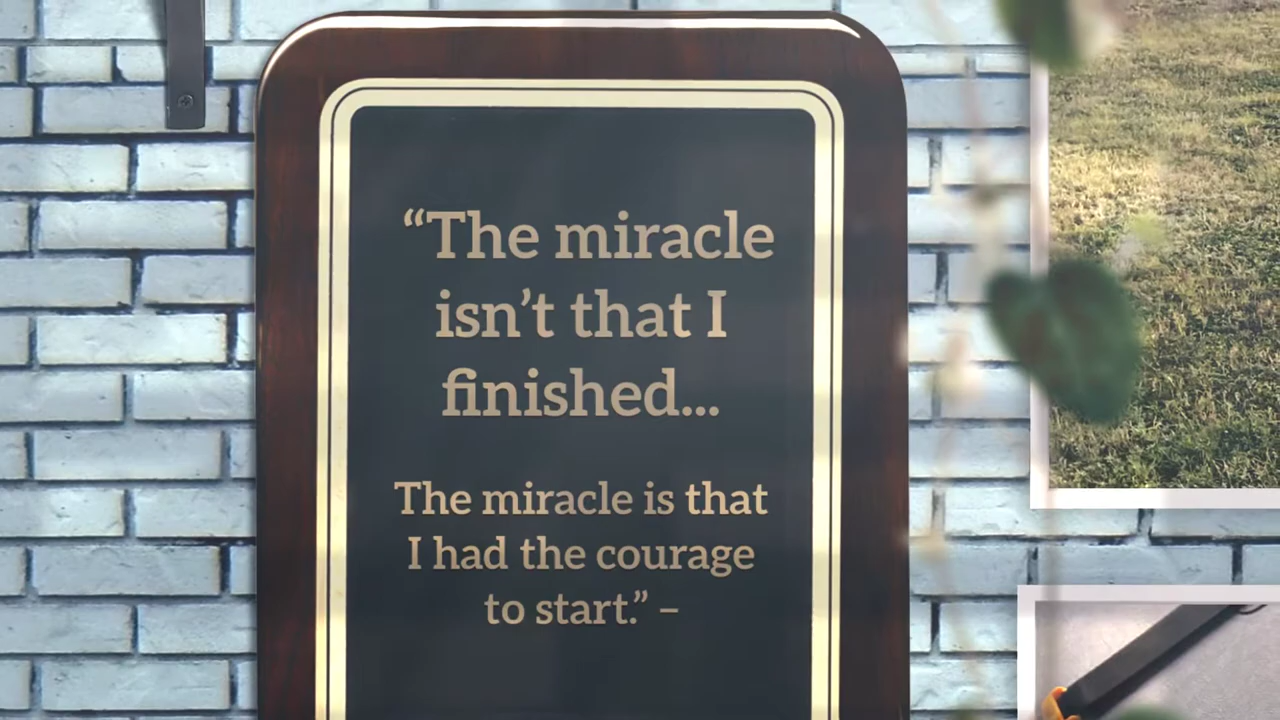 “The miracle
isn’t that I
finished...
The miracle is that
I had the courage
to start.” –